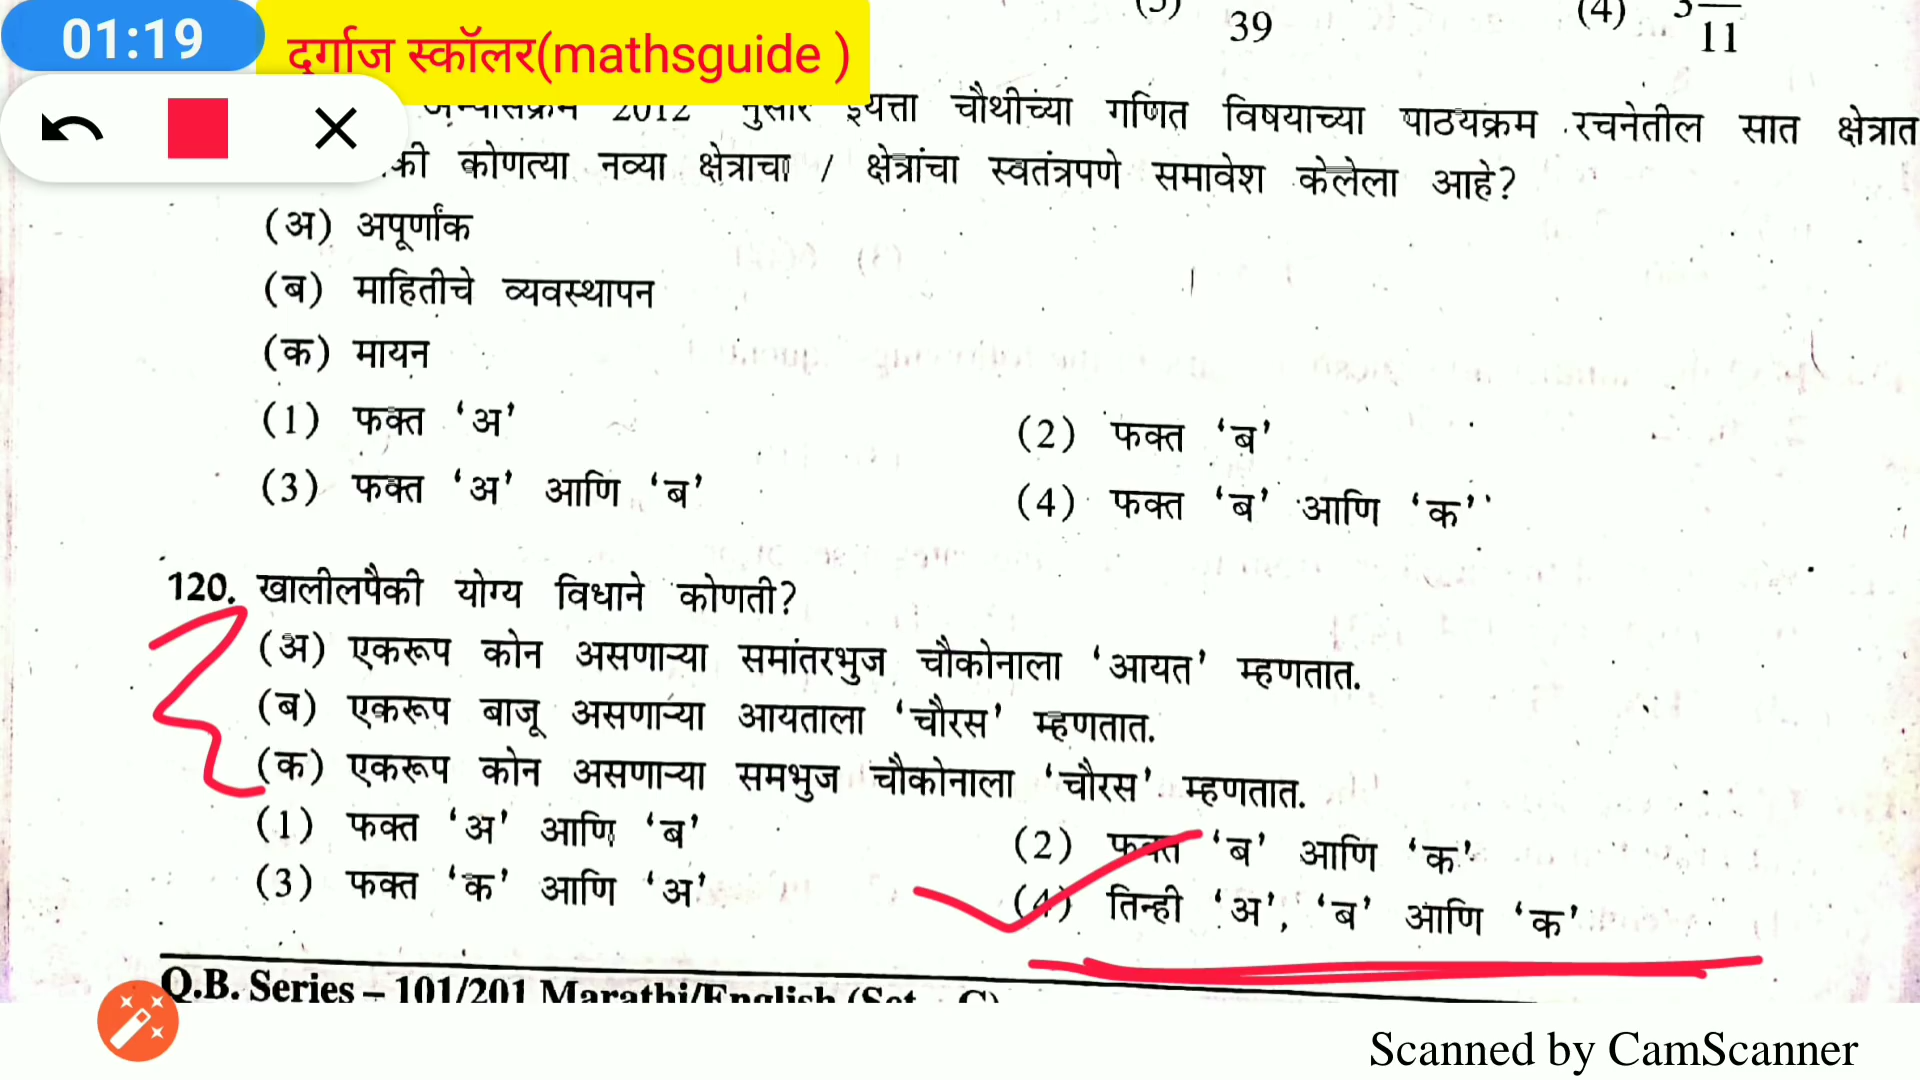 01:19
दर्गाज स्कॉलर(mathsguide )
39
(4)
11
2012 नुसार इयत्ता चौथीच्या गणित विषयाच्या पाठ्यक्रम रचनेतील सात क्षेत्रात
कोणत्या नव्या क्षेत्राचा / क्षेत्रांचा स्वतंत्रपणे समावेश केलेला आहे?
(अ) अपूर्णांक
(ब) माहितीचे व्यवस्थापन
(क) मायन
(1) फक्त ‘अ’ (2) फक्त ‘ब’
(3) फक्त ‘अ’ आणि ‘ब’ (4) फक्त ‘ब’ आणि ‘क’
120. खालीलपैकी योग्य विधाने कोणती?
(अ) एकरूप कोन असणाऱ्या समांतरभुज चौकोनाला ‘आयत’ म्हणतात.
(ब) एकरूप बाजू असणाऱ्या आयताला ‘चौरस’ म्हणतात.
(क) एकरूप कोन असणाऱ्या समभुज चौकोनाला ‘चौरस’ म्हणतात.
(1) फक्त ‘अ’ आणि ‘ब’ (2) फक्त ‘ब’ आणि ‘क’
(3) फक्त ‘क’ आणि ‘अ’ (4) तिन्ही ‘अ’, ‘ब’ आणि ‘क’
Q.B. Series – 101/201 Marathi/English (Set – C)
Scanned by CamScanner